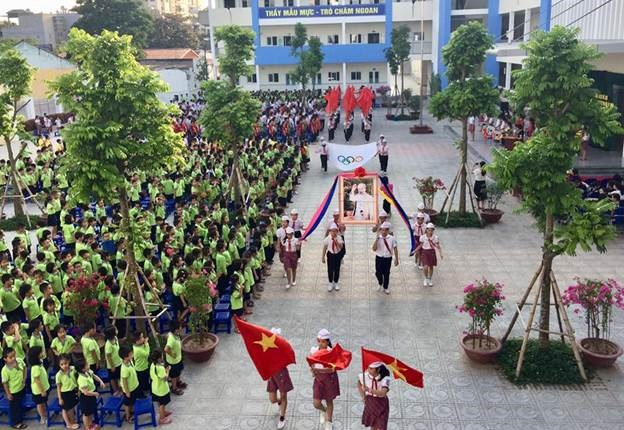 THẦY MẪU MỰC - TRÒ CHĂM NGOAN